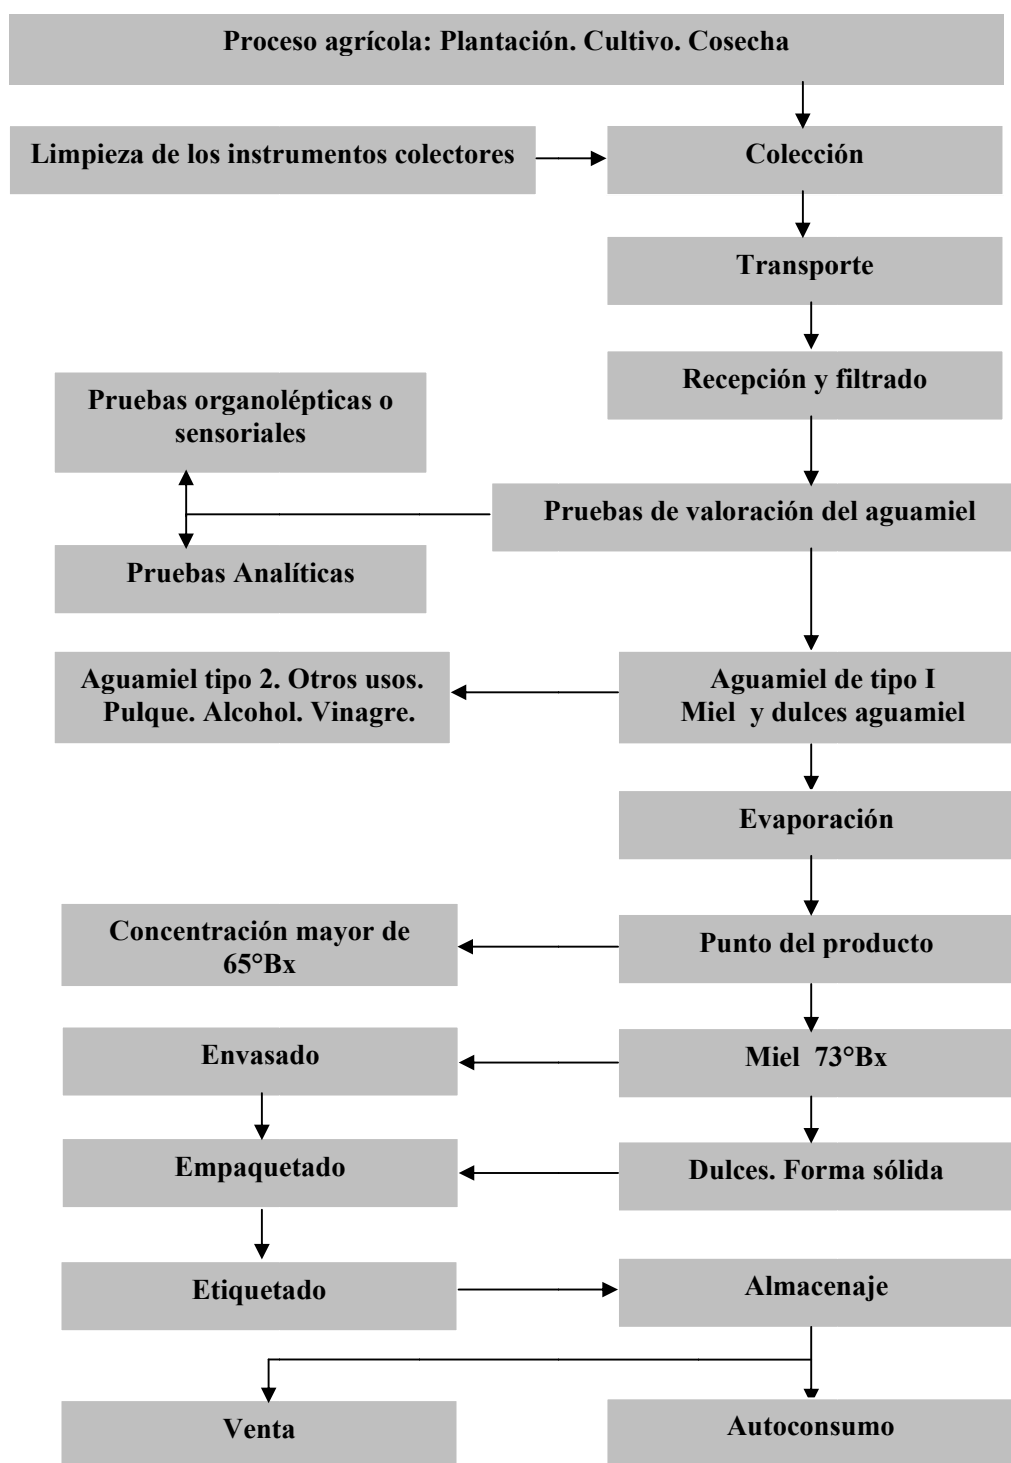 Proceso agrícola: Plantación. Cultivo. Cosecha
Limpieza de los instrumentos colectores
Colección
Transporte
Recepción y filtrado
Pruebas organolépticas o
sensoriales
Pruebas de valoración del aguamiel
Pruebas Analíticas
Aguamiel tipo 2. Otros usos.
Pulque. Alcohol. Vinagre.
Aguamiel de tipo I
Miel y dulces aguamiel
Evaporación
Concentración mayor de
65°Bx
Punto del producto
Envasado
Miel 73°Bx
Empaquetado
Dulces. Forma sólida
Etiquetado
Almacenaje
Venta
Autoconsumo